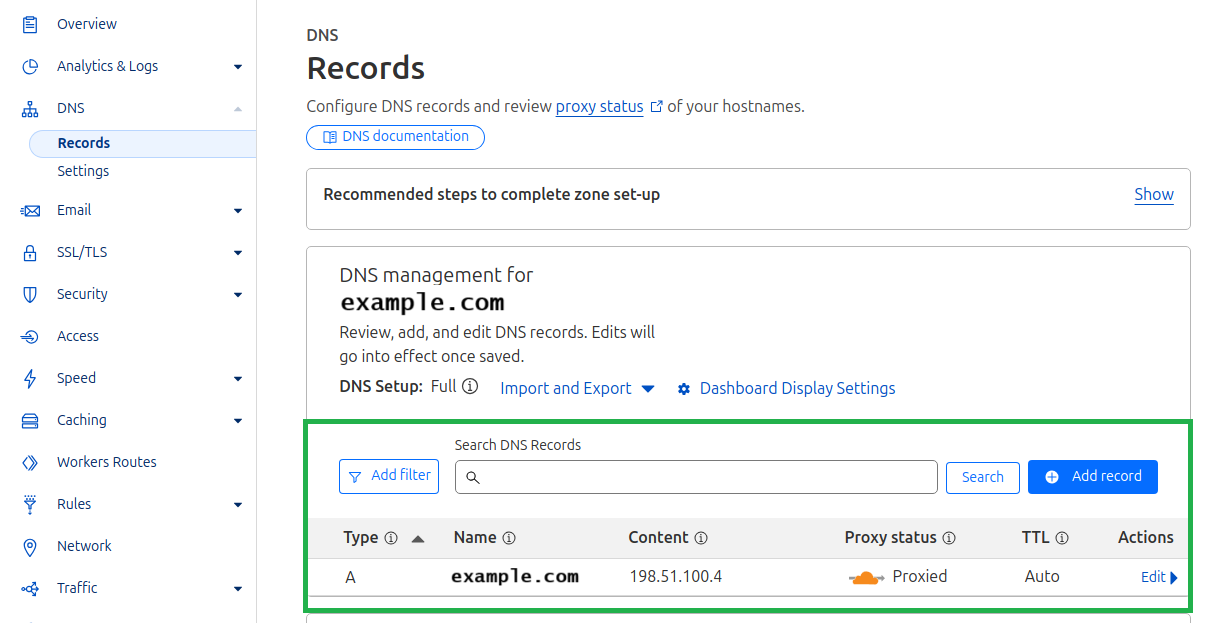 Overview
Analytics & Logs
DNS
Records
Settings
Email
SSL/TLS
Security
Access
Speed
Caching
Workers Routes
Rules
Network
Traffic
DNS
Records
Configure DNS records and review proxy status of your hostnames.
DNS documentation
Recommended steps to complete zone set-up Show
DNS management for
example.com
Review, add, and edit DNS records. Edits will
go into effect once saved.
DNS Setup: Full Import and Export Dashboard Display Settings
Search DNS Records
Add filter Search Add record
Type Name Content Proxy status TTL Actions
A example.com 198.51.100.4 Proxied Auto Edit